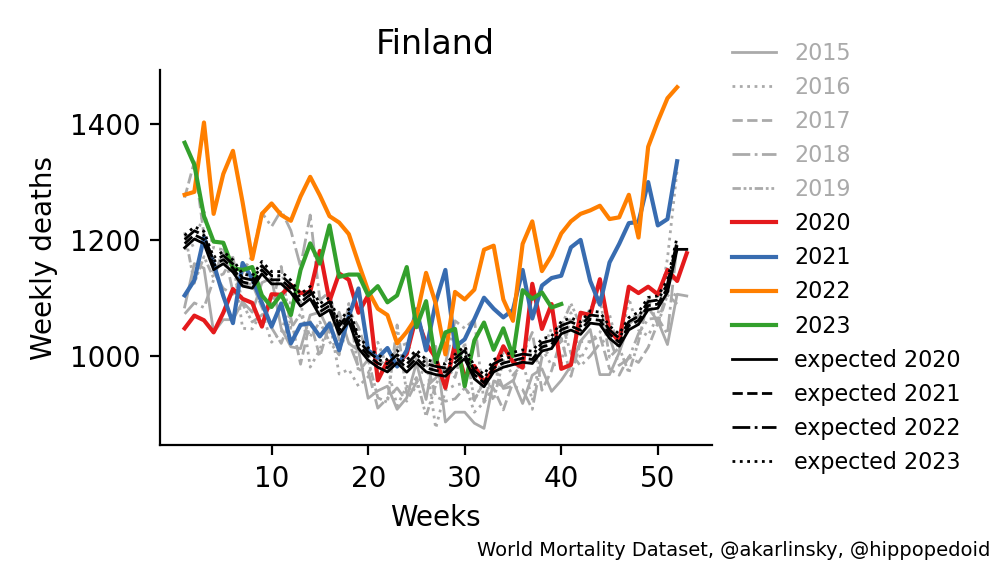 Finland
Weekly deaths
1400
1200
1000
10 20 30 40 50
Weeks
2015
2016
2017
2018
2019
2020
2021
2022
2023
expected 2020
expected 2021
expected 2022
expected 2023
World Mortality Dataset, @akarlinsky, @hippopedoid